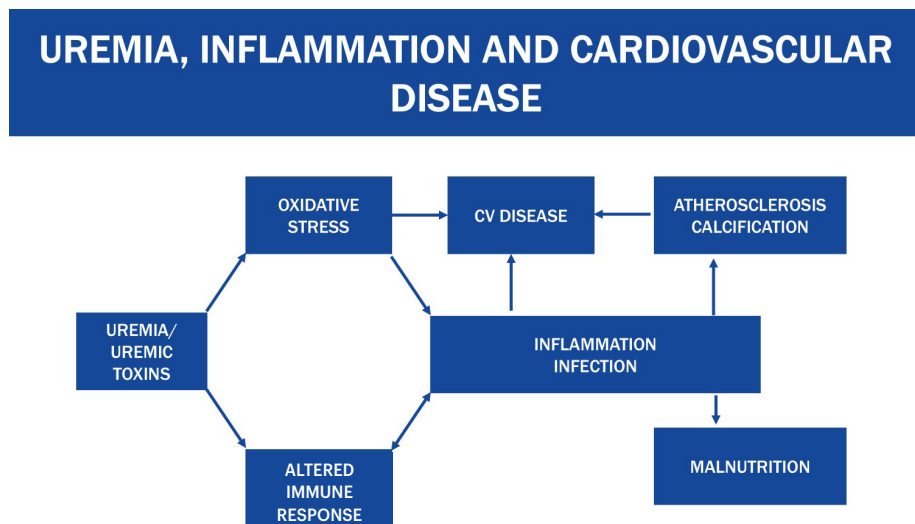 UREMIA, INFLAMMATION AND CARDIOVASCULAR
DISEASE
OXIDATIVE
STRESS
CV DISEASE
ATHEROSCLEROSIS
CALCIFICATION
UREMIA/
UREMIC
TOXINS
INFLAMMATION
INFECTION
ALTERED
IMMUNE
RESPONSE
MALNUTRITION